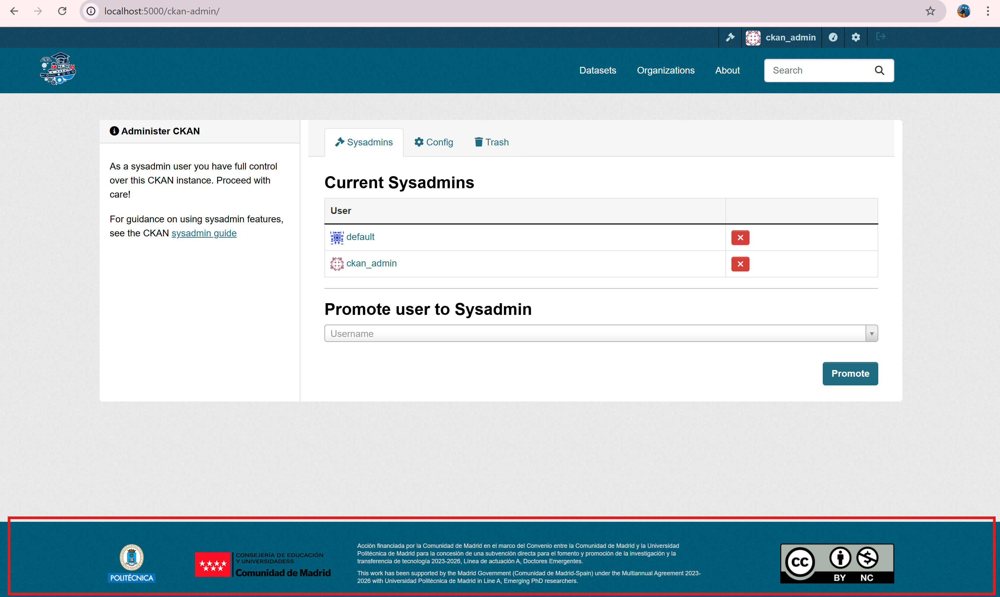 localhost:5000/ckan-admin/
ckan_admin
Datasets Organizations About Search
Administer CKAN
As a sysadmin user you have full control
over this CKAN instance. Proceed with
care!
For guidance on using sysadmin features,
see the CKAN sysadmin guide
Sysadmins Config Trash
Current Sysadmins
User
default
ckan_admin
Promote user to Sysadmin
Username
Promote
POLITÉCNICA
CONSEJERÍA DE EDUCACIÓN
Y UNIVERSIDADESS
Comunidad de Madrid
Acción financiada por la Comunidad de Madrid en el marco del Convenio entre la Comunidad de Madrid y la Universidad
Politécnica de Madrid para la concesión de una subvención directa para el fomento y promoción de la investigación y la
transferencia de tecnología 2023-2026, Línea de actuación A, Doctores Emergentes.
This work has been supported by the Madrid Government (Comunidad de Madrid-Spain) under the Multiannual Agreement 2023-
2026 with Universidad Politécnica de Madrid in Line A, Emerging PhD researchers.
CC
BY NC